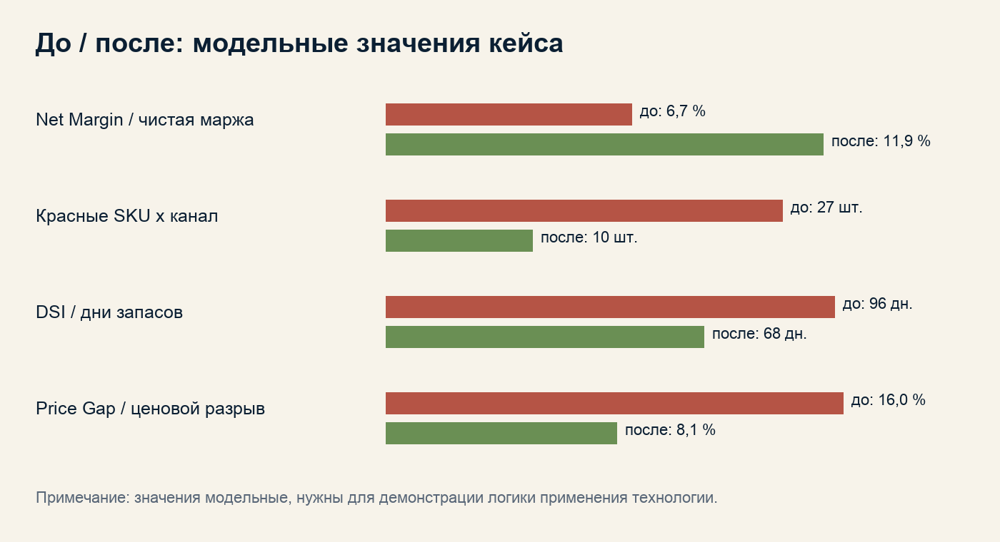 До / после: модельные значения кейса
Net Margin / чистая маржа
до: 6,7 %
после: 11,9 %
Красные SKU x канал
до: 27 шт.
после: 10 шт.
DSI / дни запасов
до: 96 дн.
после: 68 дн.
Price Gap / ценовой разрыв
до: 16,0 %
после: 8,1 %
Примечание: значения модельные, нужны для демонстрации логики применения технологии.